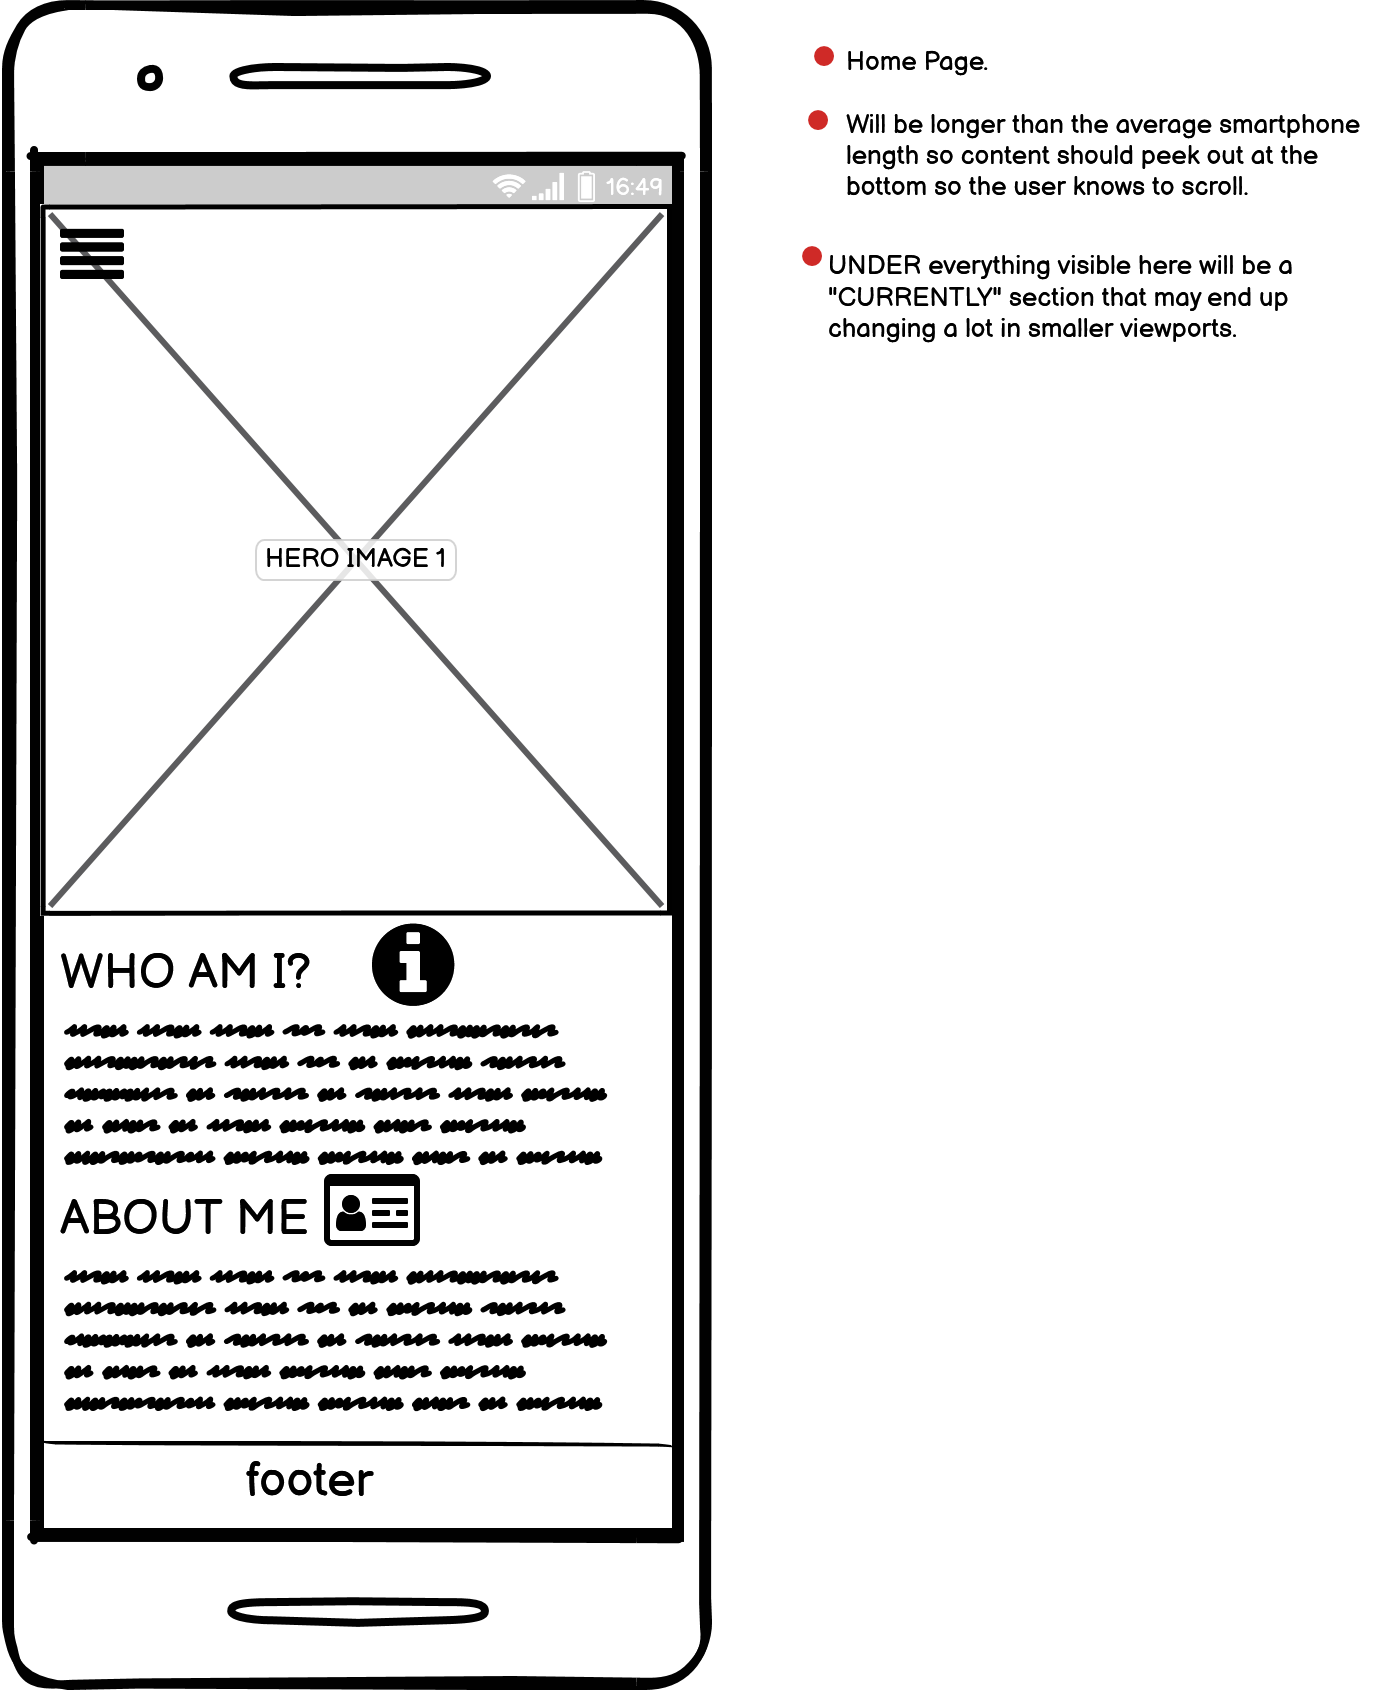 16:49
HERO IMAGE 1
WHO AM I?
ABOUT ME
footer
Home Page.
Will be longer than the average smartphone
length so content should peek out at the
bottom so the user knows to scroll.
UNDER everything visible here will be a
"CURRENTLY" section that may end up
changing a lot in smaller viewports.